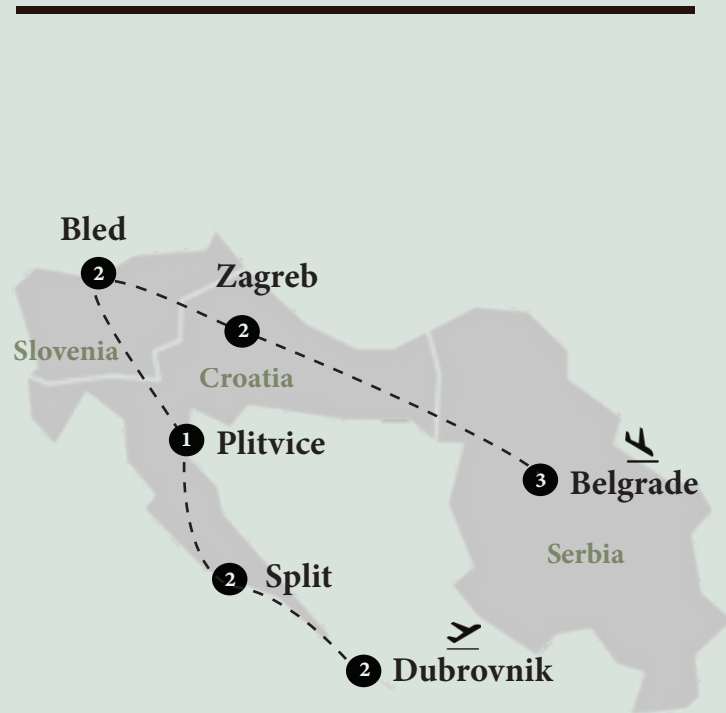 Bled
2
Zagreb
2
Slovenia
Croatia
1
Plitvice
3
Belgrade
Serbia
2
Split
2
Dubrovnik